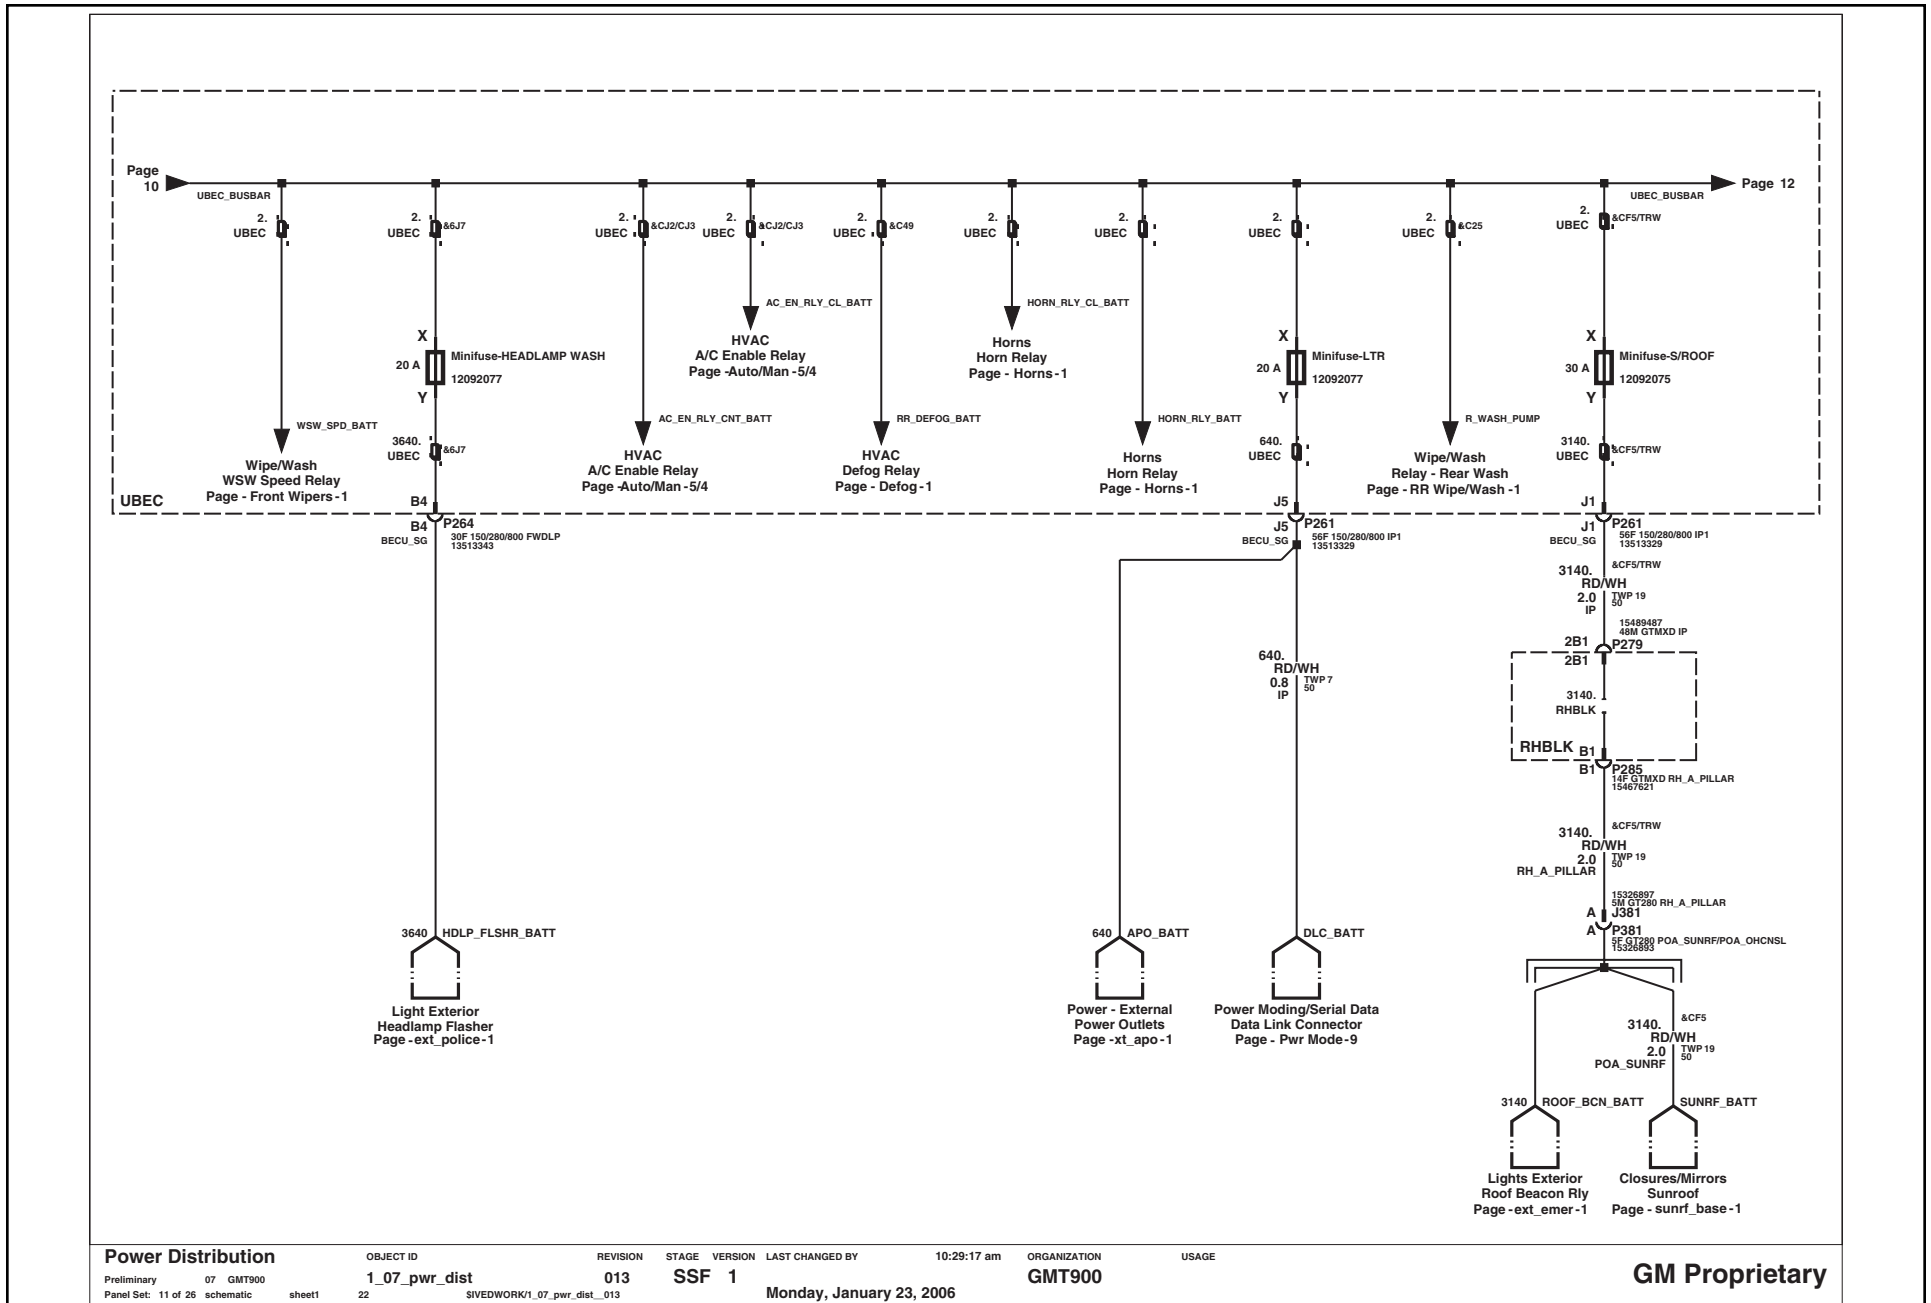 Page
10
UBEC_BUSBAR
UBEC_BUSBAR
Page 12
2.
UBEC
2.
UBEC
&6J7
2.
UBEC
&CJ2/CJ3
2.
UBEC
&CJ2/CJ3
2.
UBEC
&C49
2.
UBEC
2.
UBEC
2.
UBEC
2.
UBEC
&C25
2.
UBEC
&CF5/TRW
AC_EN_RLY_CL_BATT
HORN_RLY_CL_BATT
HVAC
A/C Enable Relay
Page -Auto/Man -5/4
Horns
Horn Relay
Page - Horns-1
X
20 A
Minifuse-HEADLAMP WASH
12092077
Y
X
20 A
Minifuse-LTR
12092077
Y
X
30 A
Minifuse-S/ROOF
12092075
Y
WSW_SPD_BATT
AC_EN_RLY_CNT_BATT
RR_DEFOG_BATT
HORN_RLY_BATT
R_WASH_PUMP
Wipe/Wash
WSW Speed Relay
Page - Front Wipers-1
3640.
UBEC
&6J7
HVAC
A/C Enable Relay
Page -Auto/Man -5/4
HVAC
Defog Relay
Page - Defog-1
Horns
Horn Relay
Page - Horns-1
640.
UBEC
Wipe/Wash
Relay - Rear Wash
Page - RR Wipe/Wash -1
3140.
UBEC
&CF5/TRW
UBEC
B4
B4
P264
BECU_SG
30F 150/280/800 FWDLP
13513343
J5
J5
P261
BECU_SG
56F 150/280/800 IP1
13513329
J1
J1
P261
BECU_SG
56F 150/280/800 IP1
13513329
&CF5/TRW
3140.
RD/WH
2.0
IP
TWP 19
50
15489487
48M GTMXD IP
2B1
P279
2B1
640.
RD/WH
0.8
IP
TWP 7
50
3140.
RHBLK
RHBLK
B1
B1
P285
14F GTMXD RH_A_PILLAR
15467621
&CF5/TRW
3140.
RD/WH
2.0
RH_A_PILLAR
TWP 19
50
15326897
5M GT280 RH_A_PILLAR
A
J381
A
P381
5F GT280 POA_SUNRF/POA_OHCNSL
15326893
3640
HDLP_FLSHR_BATT
640
APO_BATT
DLC_BATT
Light Exterior
Headlamp Flasher
Page -ext_police-1
Power - External
Power Outlets
Page -xt_apo-1
Power Moding/Serial Data
Data Link Connector
Page - Pwr Mode-9
&CF5
3140.
RD/WH
2.0
POA_SUNRF
TWP 19
50
3140
ROOF_BCN_BATT
SUNRF_BATT
Lights Exterior
Roof Beacon Rly
Page -ext_emer-1
Closures/Mirrors
Sunroof
Page - sunrf_base-1
Power Distribution
OBJECT ID
REVISION
STAGE
VERSION
LAST CHANGED BY
10:29:17 am
ORGANIZATION
USAGE
Preliminary
07 GMT900
1_07_pwr_dist
013
SSF
1
GMT900
GM Proprietary
Panel Set: 11 of 26 schematic
sheet1
22
$IVEDWORK/1_07_pwr_dist__013
Monday, January 23, 2006